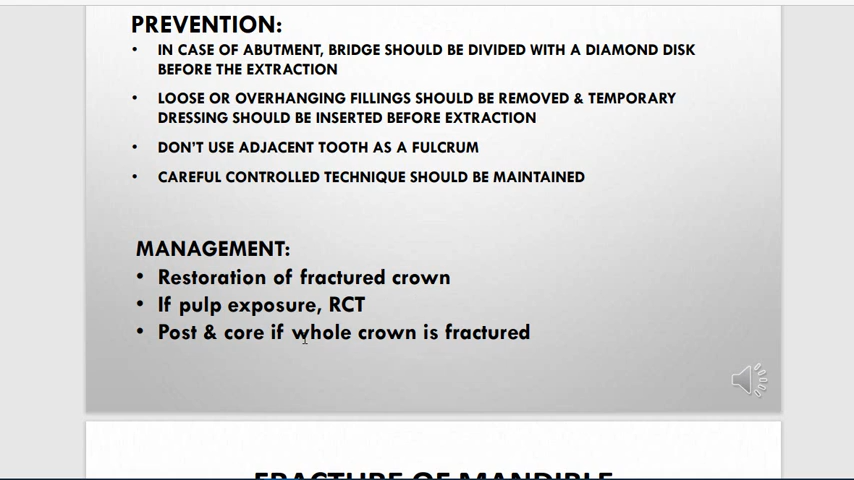 PREVENTION:
• IN CASE OF ABUTMENT, BRIDGE SHOULD BE DIVIDED WITH A DIAMOND DISK
BEFORE THE EXTRACTION
• LOOSE OR OVERHANGING FILLINGS SHOULD BE REMOVED & TEMPORARY
DRESSING SHOULD BE INSERTED BEFORE EXTRACTION
• DON'T USE ADJACENT TOOTH AS A FULCRUM
• CAREFUL CONTROLLED TECHNIQUE SHOULD BE MAINTAINED
MANAGEMENT:
• Restoration of fractured crown
• If pulp exposure, RCT
• Post & core if whole crown is fractured
FRACTURE OF MANDIBLE